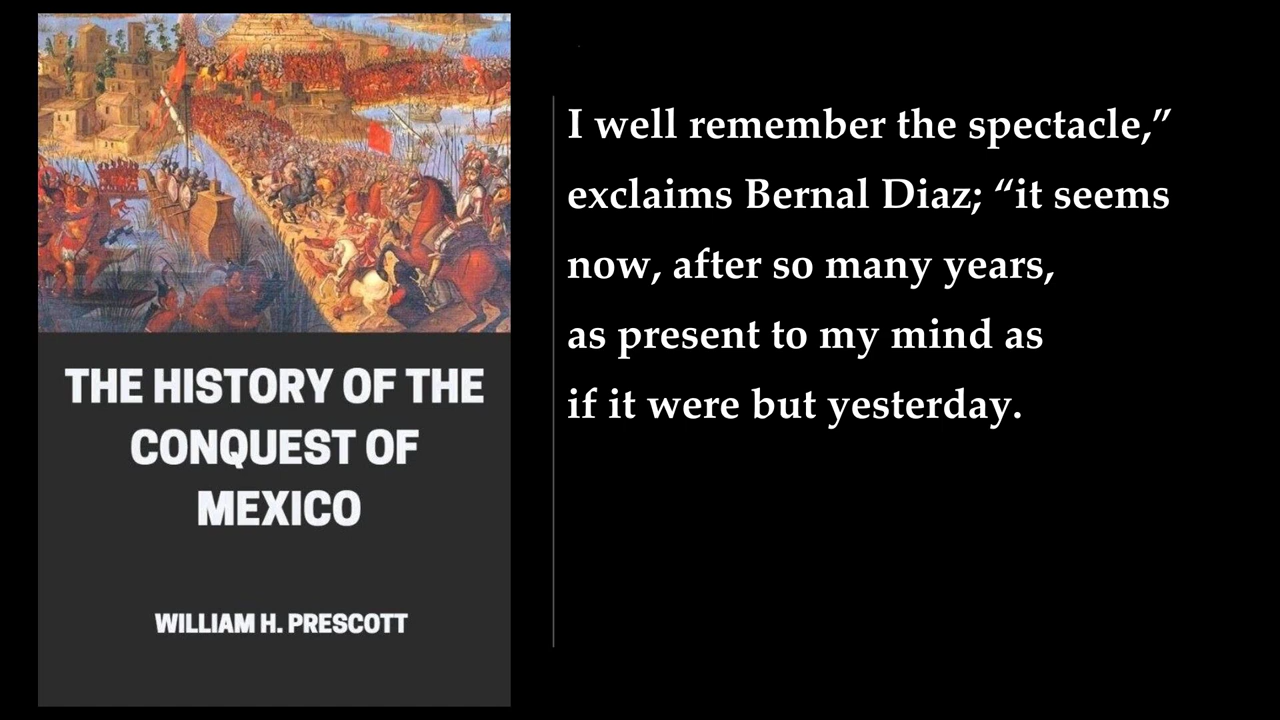 THE HISTORY OF THE
CONQUEST OF
MEXICO
WILLIAM H. PRESCOTT
I well remember the spectacle,”
exclaims Bernal Diaz; “it seems
now, after so many years,
as present to my mind as
if it were but yesterday.